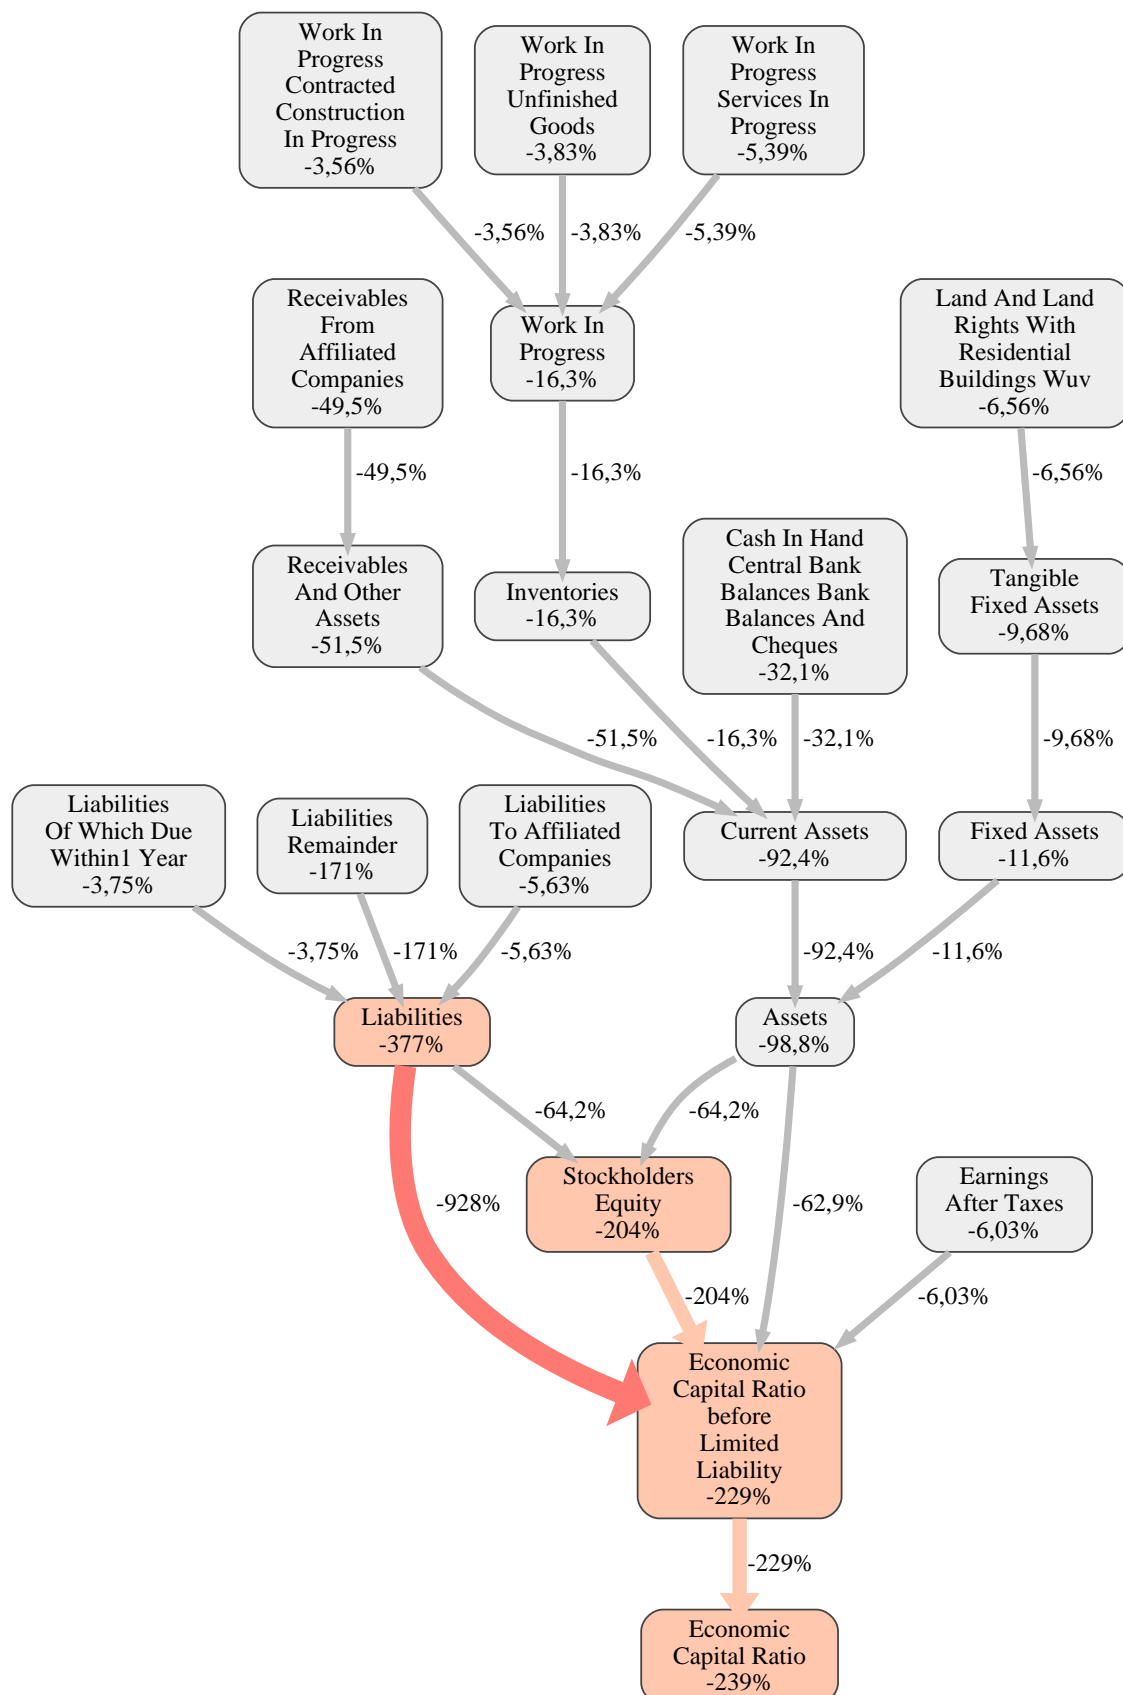 Work In
Progress
Contracted
Construction
In Progress
-3,56%
Work In
Progress
Unfinished
Goods
-3,83%
Work In
Progress
Services In
Progress
-5,39%
-3,56%
-3,83%
-5,39%
Receivables
From
Affiliated
Companies
-49,5%
Work In
Progress
-16,3%
Land And Land
Rights With
Residential
Buildings Wuv
-6,56%
-49,5%
-16,3%
-6,56%
Receivables
And Other
Assets
-51,5%
Inventories
-16,3%
Cash In Hand
Central Bank
Balances Bank
Balances And
Cheques
-32,1%
Tangible
Fixed Assets
-9,68%
-51,5%
-16,3%
-32,1%
-9,68%
Liabilities
Of Which Due
Within1 Year
-3,75%
Liabilities
Remainder
-171%
Liabilities
To Affiliated
Companies
-5,63%
Current Assets
-92,4%
Fixed Assets
-11,6%
-3,75%
-171%
-5,63%
-92,4%
-11,6%
Liabilities
-377%
Assets
-98,8%
-64,2%
-64,2%
-928%
Stockholders
Equity
-204%
-62,9%
Earnings
After Taxes
-6,03%
-204%
-6,03%
Economic
Capital Ratio
before
Limited
Liability
-229%
-229%
Economic
Capital Ratio
-239%